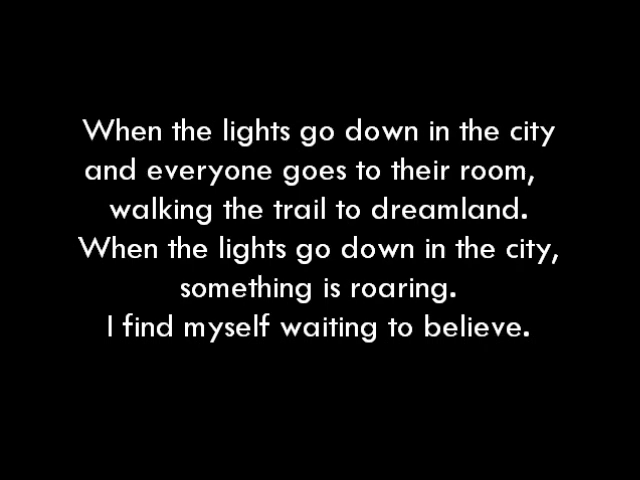 When the lights go down in the city
and everyone goes to their room,
walking the trail to dreamland.
When the lights go down in the city,
something is roaring.
I find myself waiting to believe.